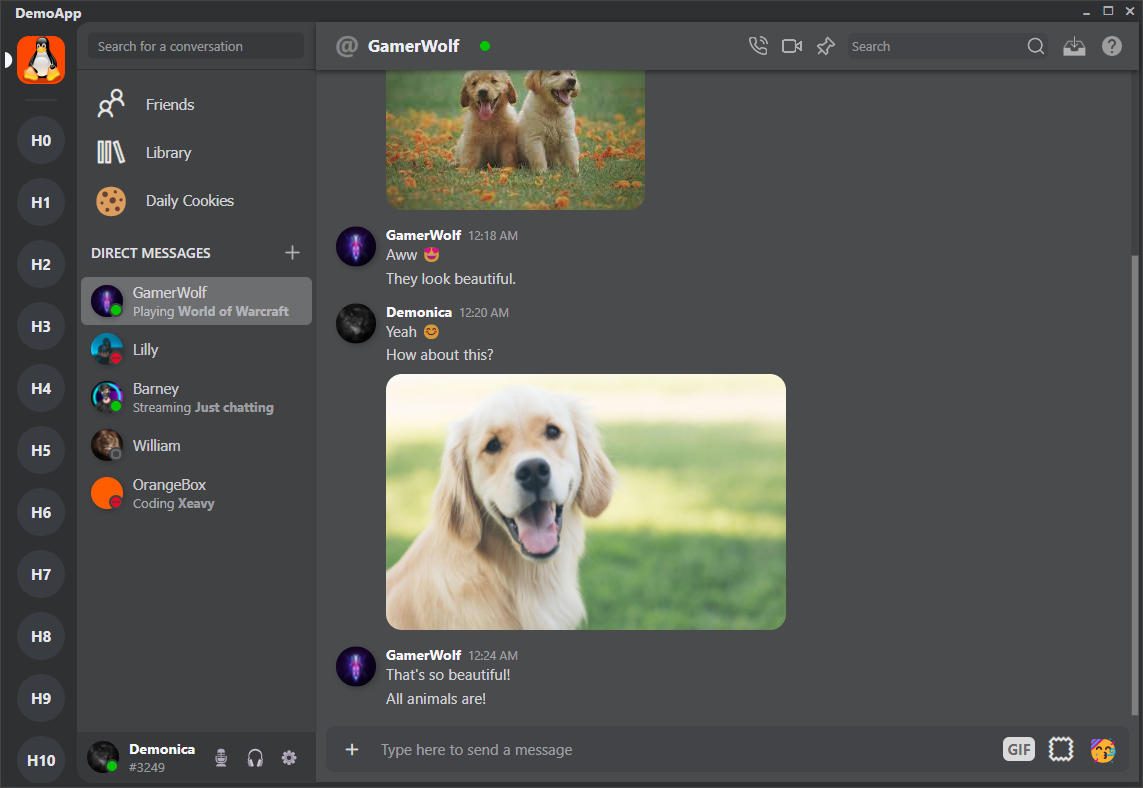 DemoApp
H0
H1
H2
H3
H4
H5
H6
H7
H8
H9
H10
Search for a conversation
Friends
Library
Daily Cookies
DIRECT MESSAGES
GamerWolf
Playing World of Warcraft
Lilly
Barney
Streaming Just chatting
William
OrangeBox
Coding Xeavy
Demonica
#3249
@ GamerWolf
Search
GamerWolf 12:18 AM
Aww 😍
They look beautiful.
Demonica 12:20 AM
Yeah 😊
How about this?
GamerWolf 12:24 AM
That's so beautiful!
All animals are!
Type here to send a message
GIF